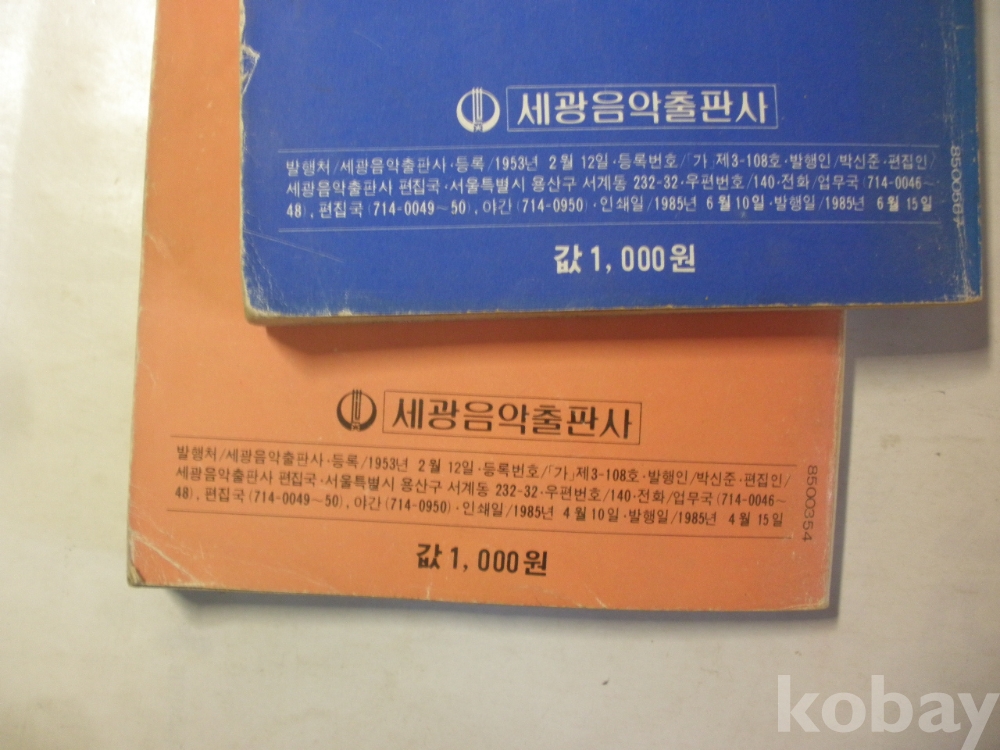 세광음악출판사
발행처/세광음악출판사·등록/1953년 2월 12일·등록번호/「가」제3-108호·발행인/박신준·편집인/
세광음악출판사 편집국·서울특별시 용산구 서계동 232-32·우편번호/140·전화/업무국(714-0046~
48), 편집국(714-0049~50), 야간(714-0950)·인쇄일/1985년 6월 10일·발행일/1985년 6월 15일
값 1,000원
8500567
세광음악출판사
발행처/세광음악출판사·등록/1953년 2월 12일·등록번호/「가」제3-108호·발행인/박신준·편집인/
세광음악출판사 편집국·서울특별시 용산구 서계동 232-32·우편번호/140·전화/업무국(714-0046~
48), 편집국(714-0049~50), 야간(714-0950)·인쇄일/1985년 4월 10일·발행일/1985년 4월 15일
값 1,000원
8500354
kobay